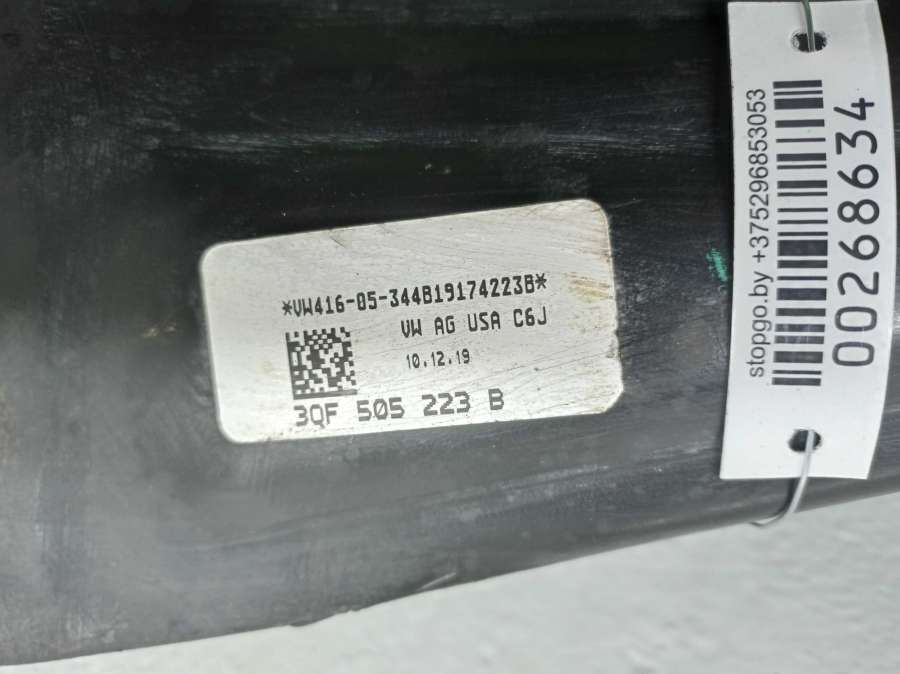 *VW416-05-344B19174223B*
VW AG USA C6J
10.12.19
3QF 505 223 B
stopgo.by +375296853053
00268634